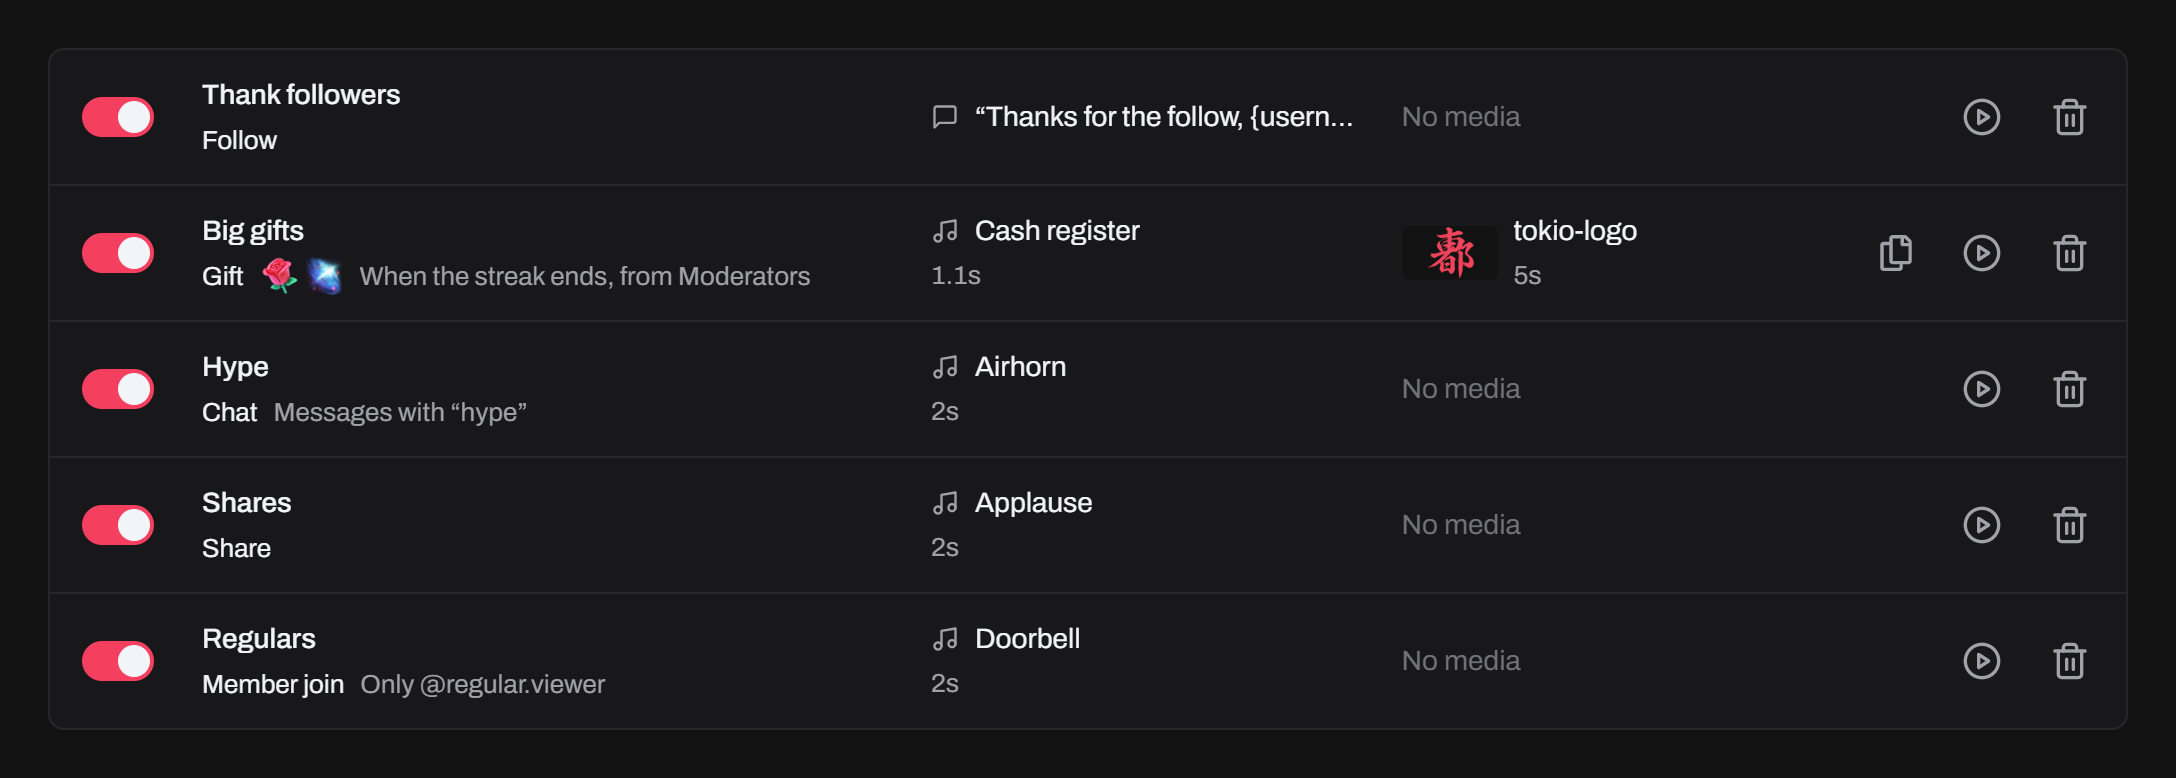 Thank followers
Follow
“Thanks for the follow, {usern...
No media
Big gifts
Gift When the streak ends, from Moderators
Cash register
1.1s
都
tokio-logo
5s
Hype
Chat Messages with “hype”
Airhorn
2s
No media
Shares
Share
Applause
2s
No media
Regulars
Member join Only @regular.viewer
Doorbell
2s
No media